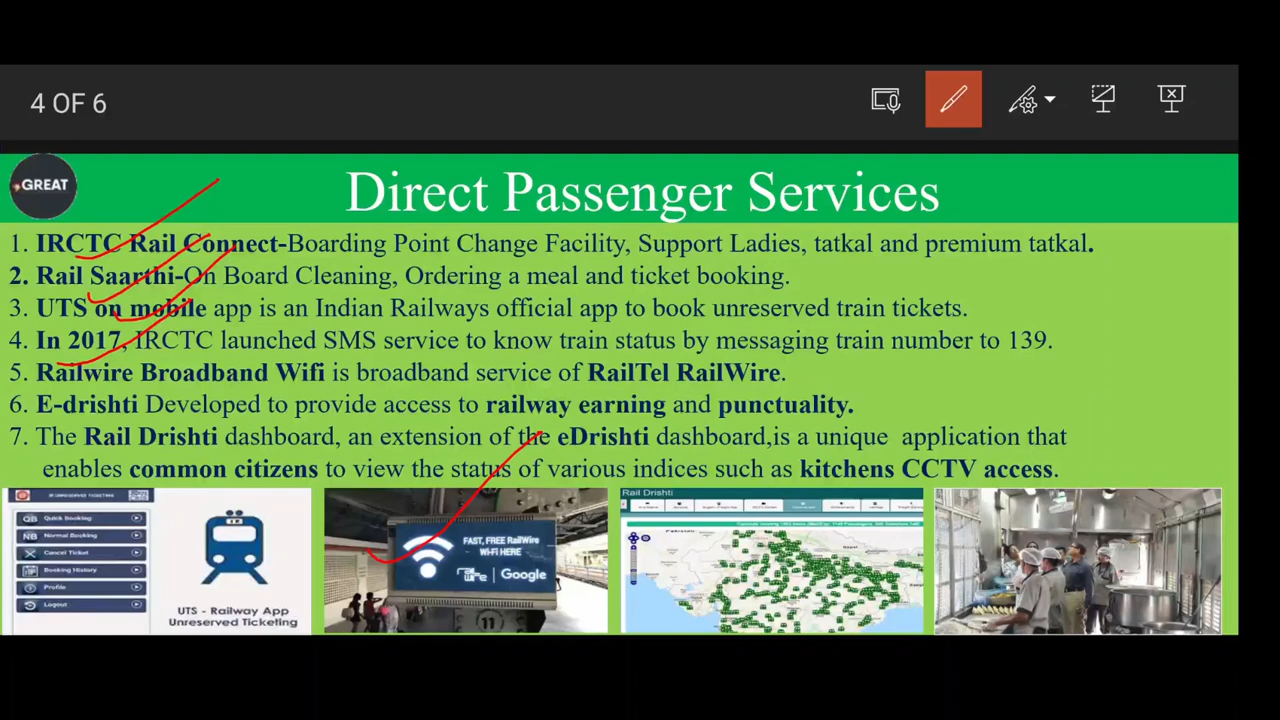 4 OF 6
GREAT
Direct Passenger Services
1. IRCTC Rail Connect-Boarding Point Change Facility, Support Ladies, tatkal and premium tatkal.
2. Rail Saarthi-On Board Cleaning, Ordering a meal and ticket booking.
3. UTS on mobile app is an Indian Railways official app to book unreserved train tickets.
4. In 2017, IRCTC launched SMS service to know train status by messaging train number to 139.
5. Railwire Broadband Wifi is broadband service of RailTel RailWire.
6. E-drishti Developed to provide access to railway earning and punctuality.
7. The Rail Drishti dashboard, an extension of the eDrishti dashboard,is a unique application that
enables common citizens to view the status of various indices such as kitchens CCTV access.
QB Quick Booking
NB Normal Booking
Cancel Ticket
Booking History
Profile
Logout
UTS - Railway App
Unreserved Ticketing
FAST, FREE RailWire
Wi-Fi HERE
Google
11
Rail Drishti
Pakistan
Nepal